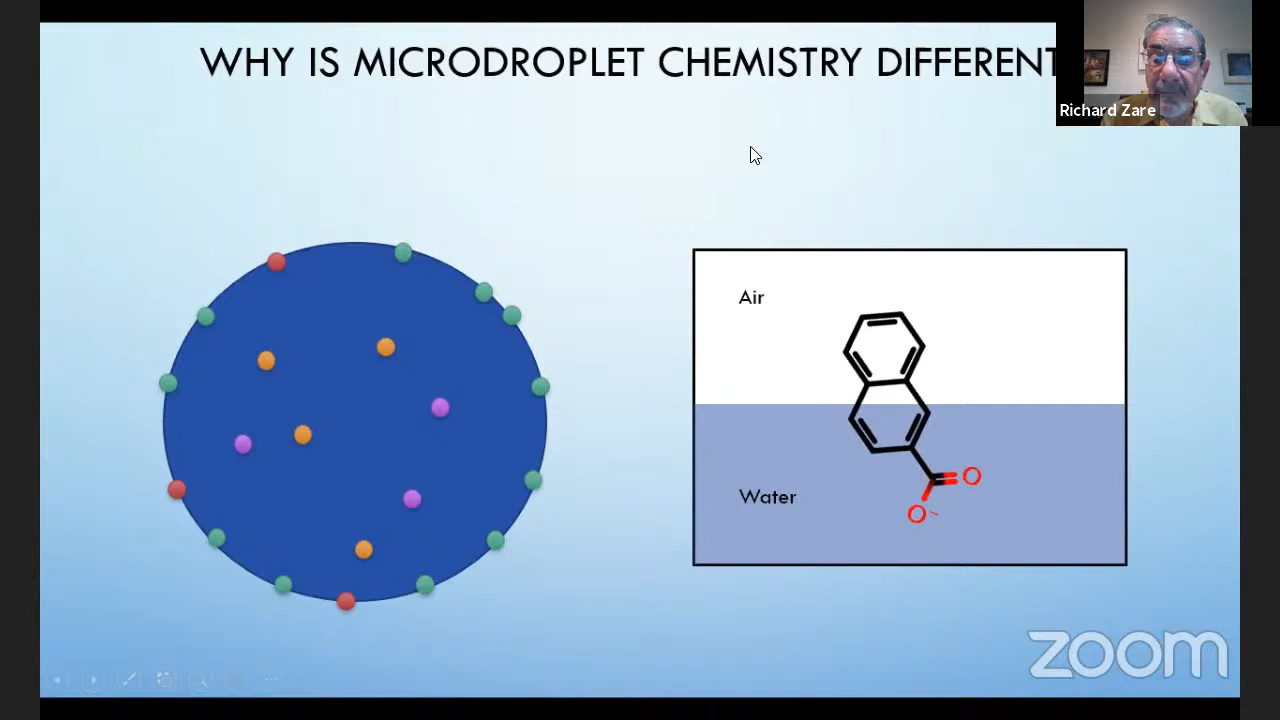 WHY IS MICRODROPLET CHEMISTRY DIFFERENT
Richard Zare
Air
Water
O
O-
zoom